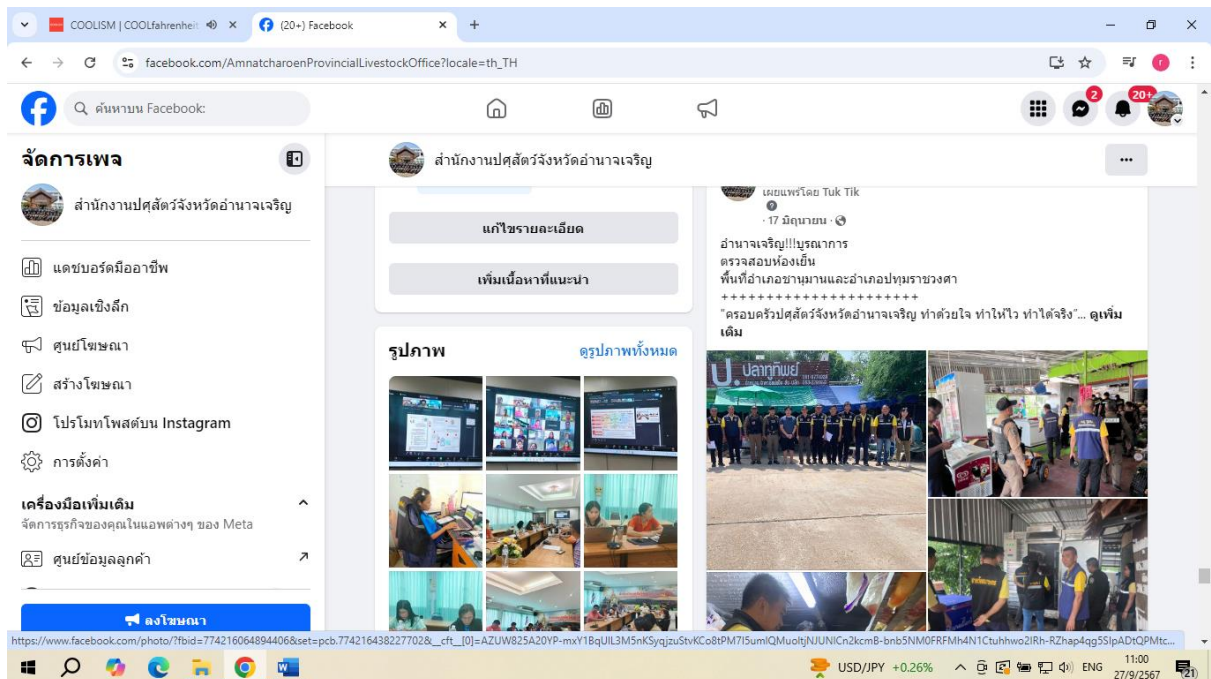 COOLISM | COOLfahrenheit
(20+) Facebook
facebook.com/AmnatcharoenProvincialLivestockOffice?locale=th_TH
r
ค้นหาบน Facebook:
2
20+
จัดการเพจ
สำนักงานปศุสัตว์จังหวัดอำนาจเจริญ
แดชบอร์ดมืออาชีพ
ข้อมูลเชิงลึก
ศูนย์โฆษณา
สร้างโฆษณา
โปรโมทโพสต์บน Instagram
การตั้งค่า
เครื่องมือเพิ่มเติม
จัดการธุรกิจของคุณในแอพต่างๆ ของ Meta
ศูนย์ข้อมูลลูกค้า
ลงโฆษณา
สำนักงานปศุสัตว์จังหวัดอำนาจเจริญ
แก้ไขรายละเอียด
เพิ่มเนื้อหาที่แนะนำ
รูปภาพ
ดูรูปภาพทั้งหมด
เผยแพร่โดย Tuk Tik
· 17 มิถุนายน ·
อำนาจเจริญ!!!บูรณาการ
ตรวจสอบห้องเย็น
พื้นที่อำเภอชานุมานและอำเภอปทุมราชวงศา
++++++++++++++++++++++
"ครอบครัวปศุสัตว์จังหวัดอำนาจเจริญ ทำด้วยใจ ทำให้ไว ทำได้จริง"... ดูเพิ่ม
เติม
ป. ปลาทูทิพย์
USD/JPY +0.26%
ENG
11:00
27/9/2567
21